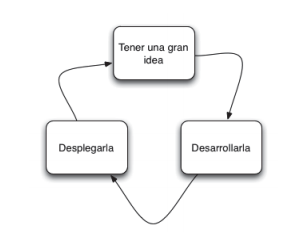 Tener una gran
idea
Desarrollarla
Desplegarla